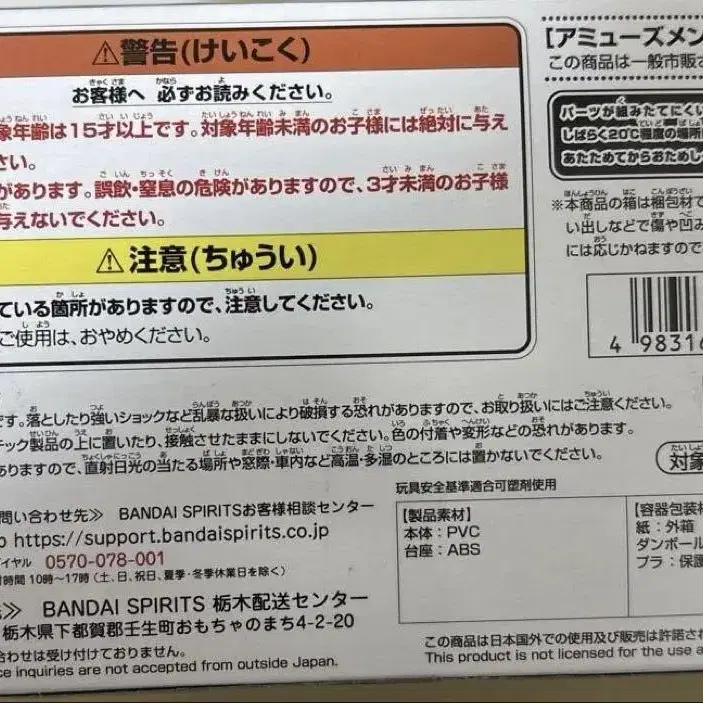 ⚠警告(けいこく)
お客様へ 必ずお読みください。
象年齢は15才以上です。対象年齢未満のお子様には絶対に与え
さい。
があります。誤飲・窒息の危険がありますので、3才未満のお子様
与えないでください。
⚠注意(ちゅうい)
ている箇所がありますので、注意してください。
ご使用は、おやめください。
【アミューズメン
この商品は一般市販
パーツが組みたてにくい
しばらく20℃程度の場所
あたためてからおためし
※本商品の箱は梱包材で
い出しなどで傷や凹み
には応じかねますので
4 98316
です。落としたり強いショックなど乱暴な扱いにより破損する恐れがありますので、お取り扱いにはご注意ください。
チック製品の上に置いたり、接触させたままにしないでください。色の付着や変形などの恐れがあります。
ありますので、直射日光の当たる場所や窓際・車内など高温・多湿のところには置かないでください。
対象
問い合わせ先≫ BANDAI SPIRITSお客様相談センター
https://support.bandaispirits.co.jp
ダイヤル 0570-078-001
時間 10時〜17時(土、日、祝日、夏季・冬季休業日を除く)
≫ BANDAI SPIRITS 栃木配送センター
栃木県下都賀郡壬生町おもちゃのまち4-2-20
合わせは受け付けておりません。
ce inquiries are not accepted from outside Japan.
玩具安全基準適合可塑剤使用
【製品素材】
本体:PVC
台座:ABS
【容器包装
紙:外箱
ダンボール
プラ:保護
この商品は日本国外での使用及び販売は許諾され
This product is not licensed for the use a